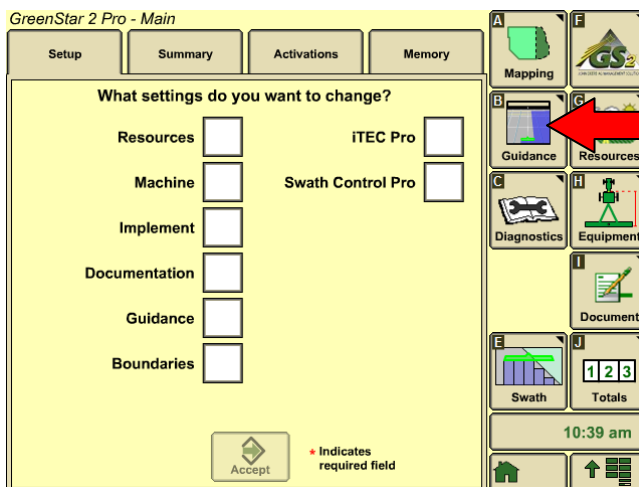 GreenStar 2 Pro - Main
Setup
Summary
Activations
Memory
What settings do you want to change?
Resources
iTEC Pro
Machine
Swath Control Pro
Implement
Documentation
Guidance
Boundaries
Accept
* Indicates
required field
A
Mapping
F
GS2
B
Guidance
G
Resources
C
Diagnostics
H
Equipment
I
Document
E
Swath
J
1 2 3
Totals
10:39 am